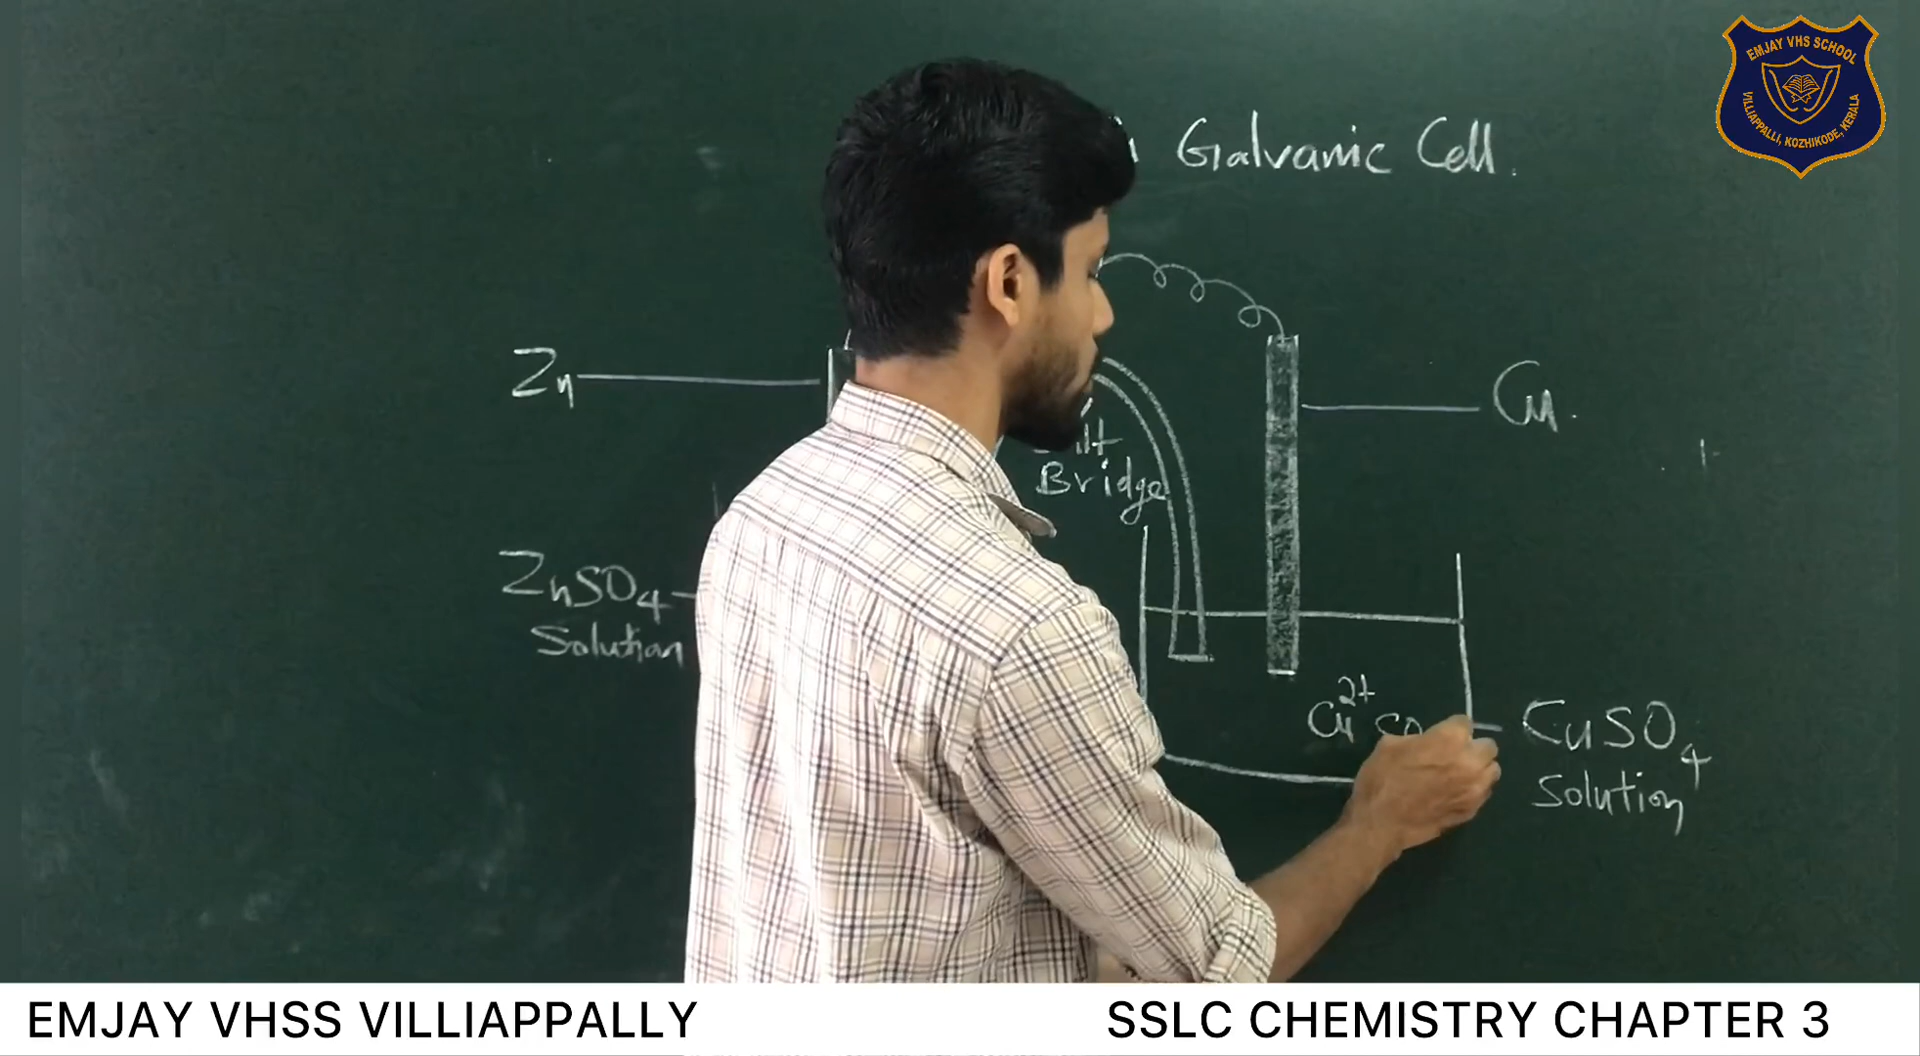 EMJAY VHS SCHOOL
VILLIAPPALLI, KOZHIKODE, KERALA
Galvanic Cell.
Zn
Cu.
Bridge
ZnSO4
Solution
Cu2+
CuSO4
Solution
EMJAY VHSS VILLIAPPALLY
SSLC CHEMISTRY CHAPTER 3